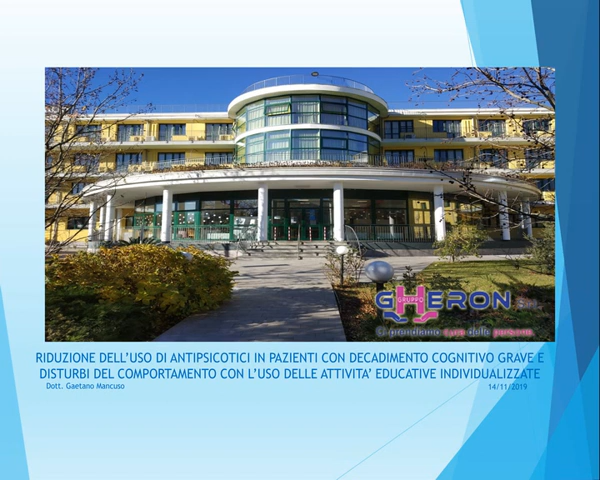 GRUPPO
GHERON S.r.l.
Ci prendiamo cura delle persone.
RIDUZIONE DELL'USO DI ANTIPSICOTICI IN PAZIENTI CON DECADIMENTO COGNITIVO GRAVE E
DISTURBI DEL COMPORTAMENTO CON L'USO DELLE ATTIVITA' EDUCATIVE INDIVIDUALIZZATE
Dott. Gaetano Mancuso 14/11/2019